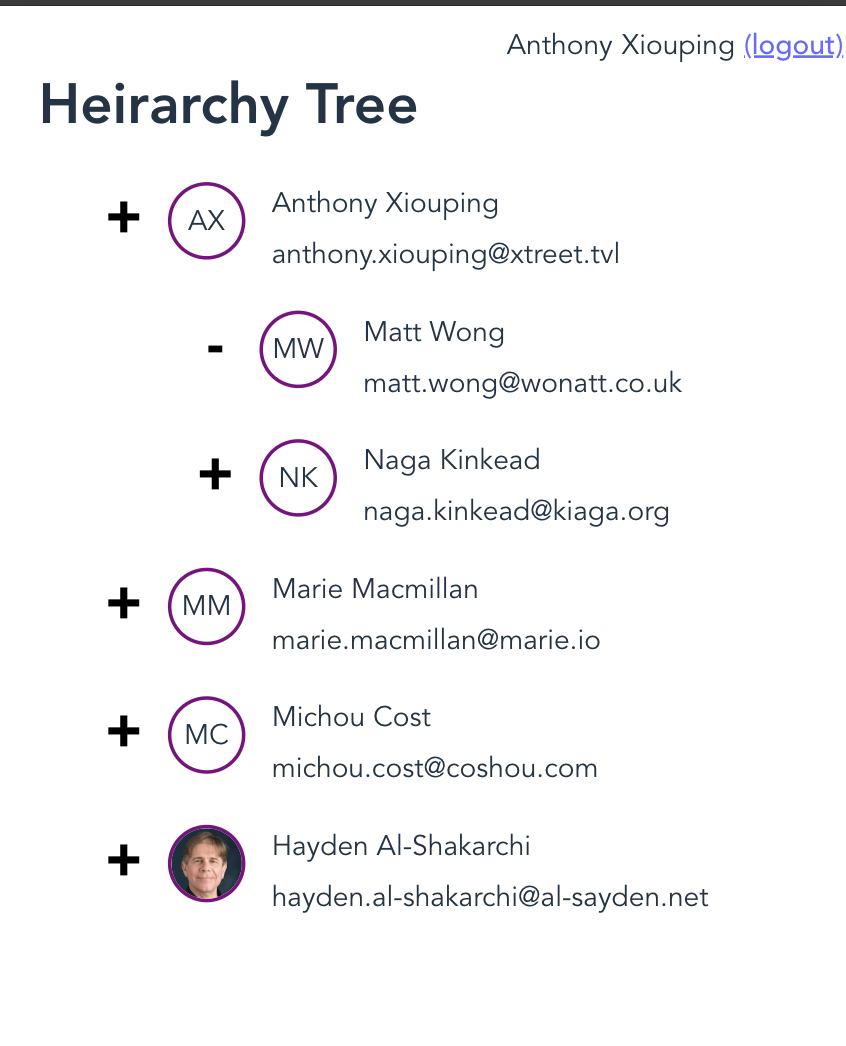 Anthony Xiouping (logout)
Heirarchy Tree
+ AX Anthony Xiouping
anthony.xiouping@xtreet.tvl
- MW Matt Wong
matt.wong@wonatt.co.uk
+ NK Naga Kinkead
naga.kinkead@kiaga.org
+ MM Marie Macmillan
marie.macmillan@marie.io
+ MC Michou Cost
michou.cost@coshou.com
+ Hayden Al-Shakarchi
hayden.al-shakarchi@al-sayden.net